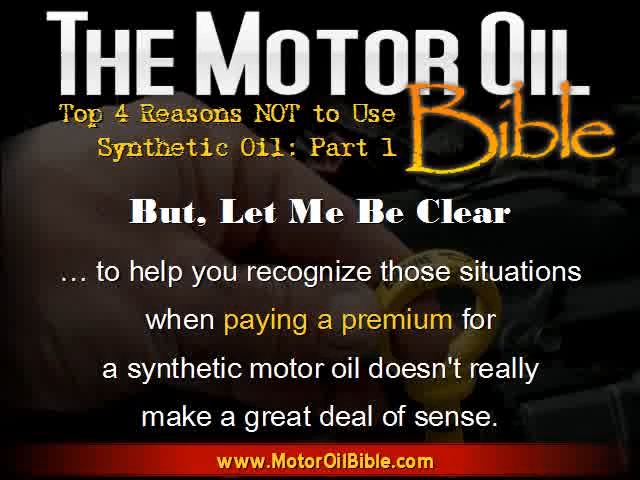 THE MOTOR OIL
Bible
Top 4 Reasons NOT to Use
Synthetic Oil: Part 1
But, Let Me Be Clear
… to help you recognize those situations
when paying a premium for
a synthetic motor oil doesn't really
make a great deal of sense.
www.MotorOilBible.com